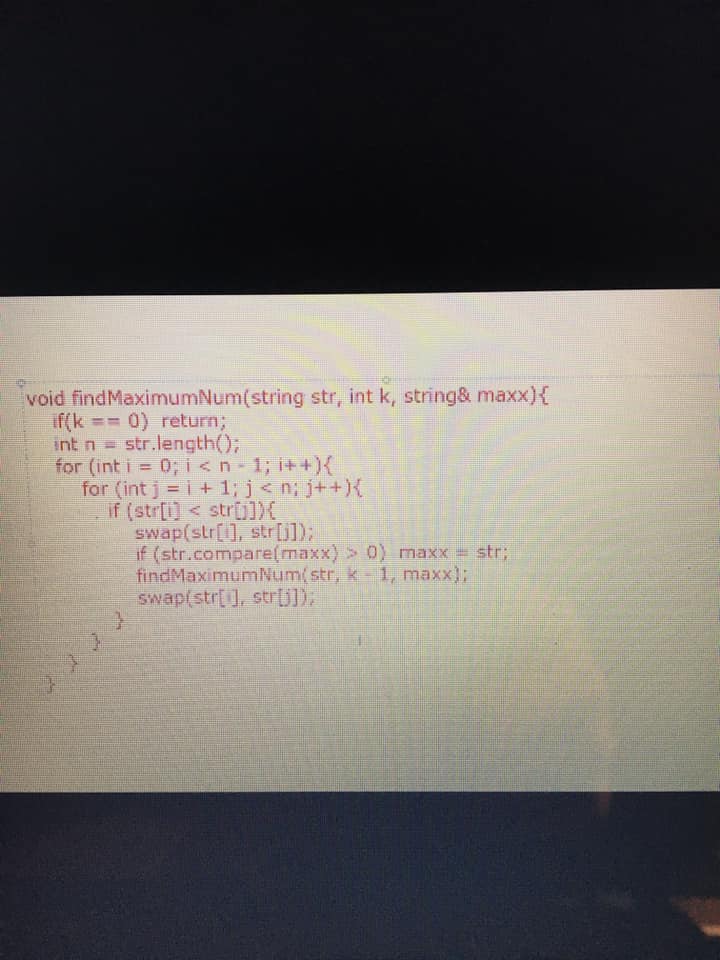 void findMaximumNum(string str, int k, string& maxx){
if(k == 0) return;
int n = str.length();
for (int i = 0; i < n - 1; i++){
for (int j = i + 1; j < n; j++){
if (str[i] < str[j]){
swap(str[i], str[j]);
if (str.compare(maxx) > 0) maxx = str;
findMaximumNum(str, k - 1, maxx);
swap(str[i], str[j]);
}
}
}
}